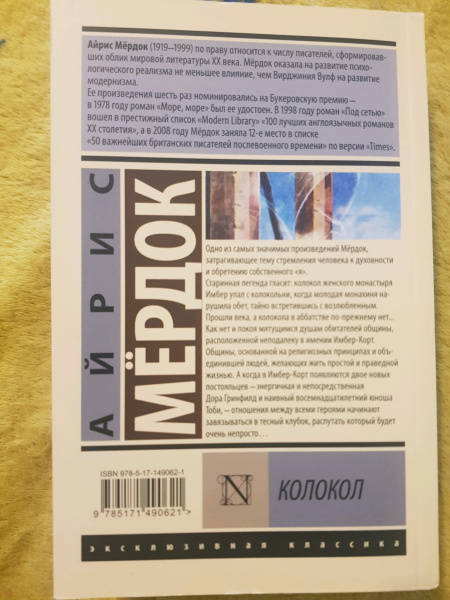 Айрис Мёрдок (1919–1999) по праву относится к числу писателей, сформировав-
ших облик мировой литературы XX века. Мёрдок оказала на развитие психо-
логического реализма не меньшее влияние, чем Вирджиния Вулф на развитие
модернизма.
Ее произведения шесть раз номинировались на Букеровскую премию –
в 1978 году роман «Море, море» был ее удостоен. В 1998 году роман «Под сетью»
вошел в престижный список «Modern Library» «100 лучших англоязычных романов
XX столетия», а в 2008 году Мёрдок заняла 12-е место в списке
«50 важнейших британских писателей послевоенного времени» по версии «Times».
АЙРИС
МЁРДОК
Одно из самых значимых произведений Мёрдок,
затрагивающее тему стремления человека к духовности
и обретению собственного «я».
Старинная легенда гласит: колокол женского монастыря
Имбер упал с колокольни, когда молодая монахиня на-
рушила обет, тайно встретившись с возлюбленным.
Прошли века, а колокола в аббатстве по-прежнему нет...
Как нет и покоя мятущимся душам обитателей общины,
расположенной неподалеку в имении Имбер-Корт.
Общины, основанной на религиозных принципах и объ-
единившей людей, желающих жить простой и праведной
жизнью. А когда в Имбер-Корт появляются двое новых
постояльцев – энергичная и непосредственная
Дора Гринфилд и наивный восемнадцатилетний юноша
Тоби, – отношения между всеми героями начинают
завязываться в тесный клубок, распутать который будет
очень непросто...
ISBN 978-5-17-149062-1
9 785171 490621 >
N
КОЛОКОЛ
эксклюзивная классика